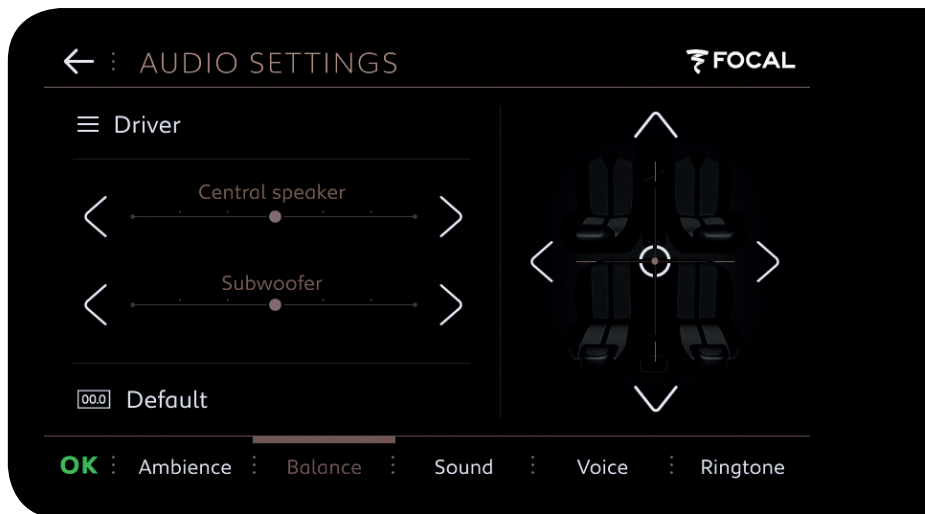 AUDIO SETTINGS
FOCAL
Driver
Central speaker
Subwoofer
00.0 Default
OK Ambience Balance Sound Voice Ringtone